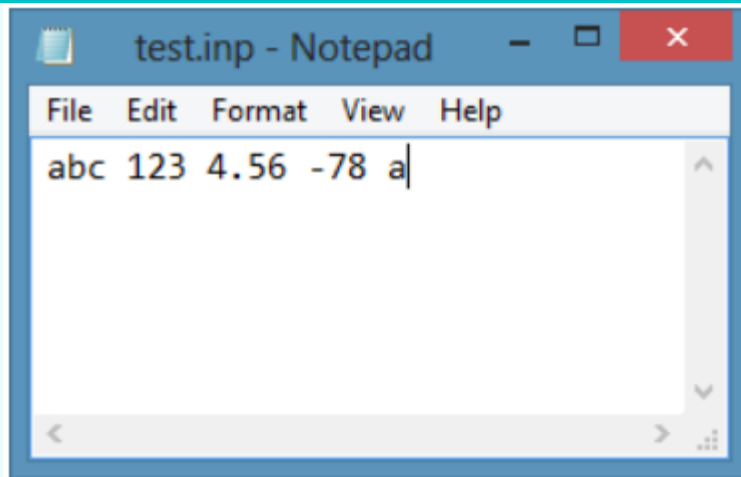 test.inp - Notepad
File Edit Format View Help
abc 123 4.56 -78 a